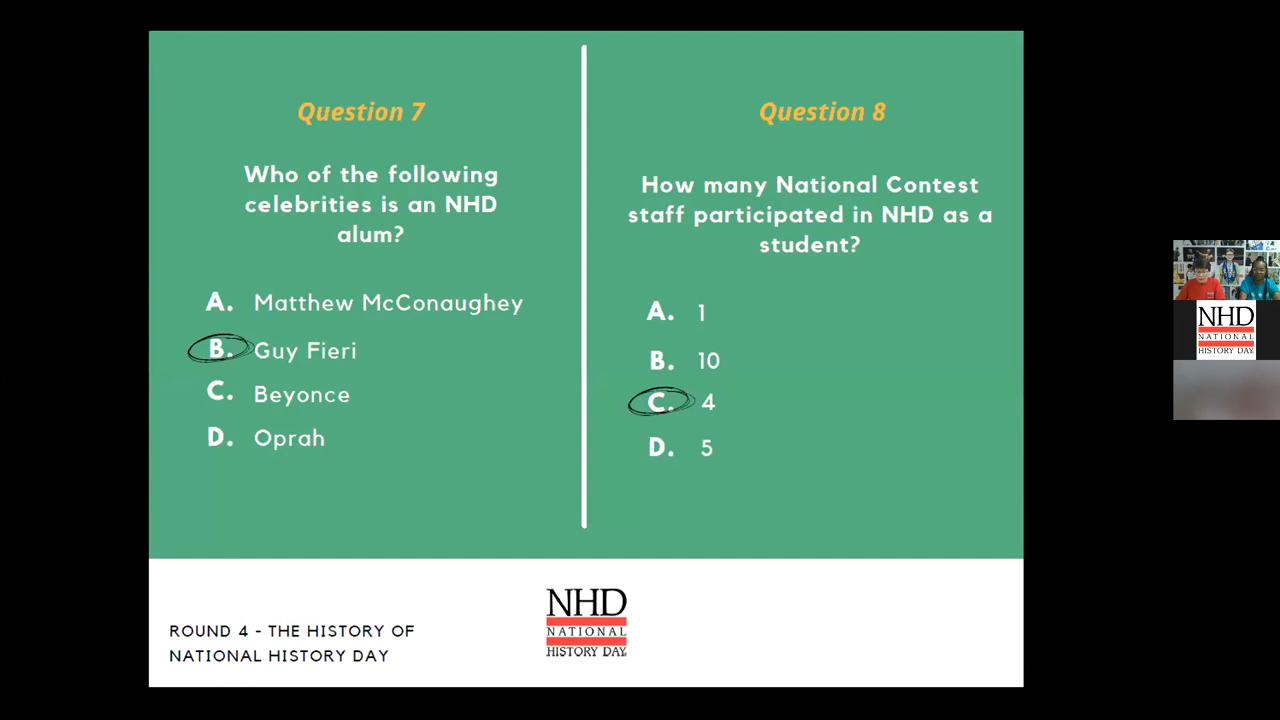 Question 7
Who of the following
celebrities is an NHD
alum?
A. Matthew McConaughey
B. Guy Fieri
C. Beyonce
D. Oprah
Question 8
How many National Contest
staff participated in NHD as a
student?
A. 1
B. 10
C. 4
D. 5
ROUND 4 - THE HISTORY OF
NATIONAL HISTORY DAY
NHD
NATIONAL
HISTORY DAY
NHD
NATIONAL
HISTORY DAY